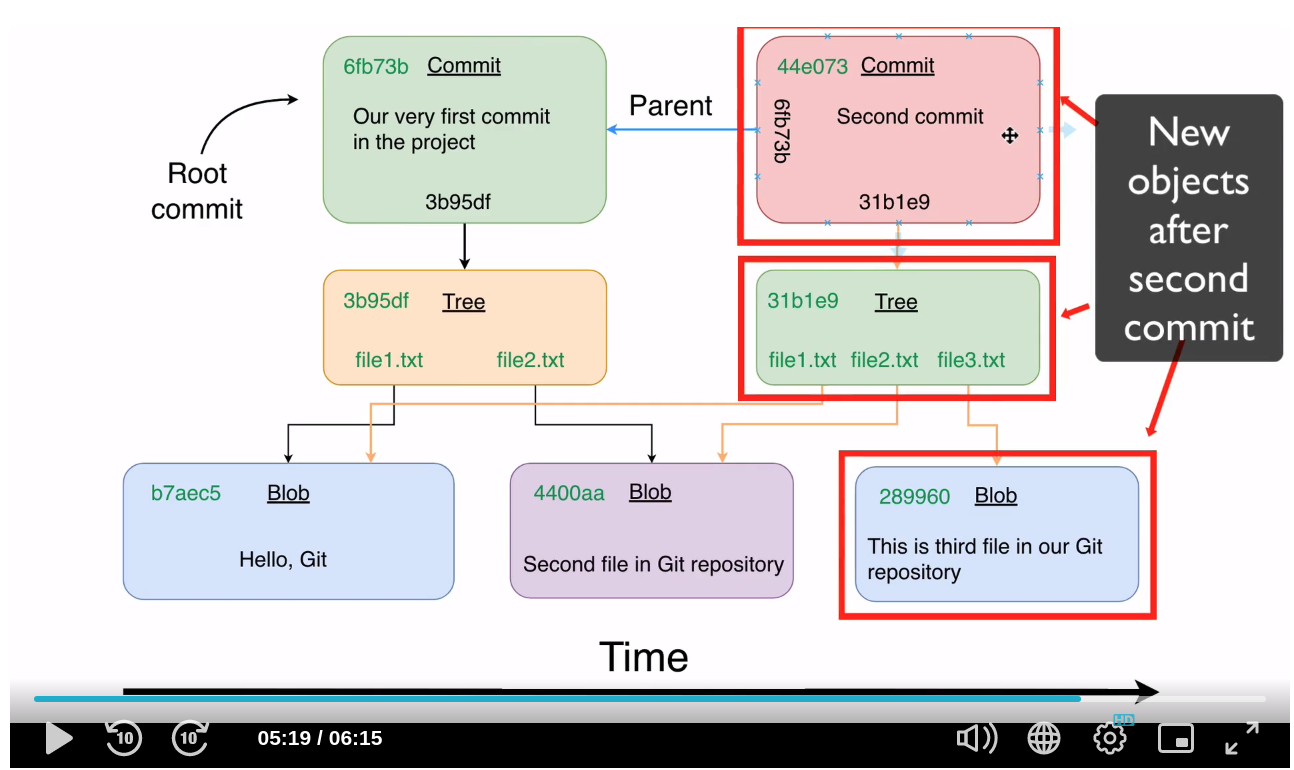 6fb73b Commit
Our very first commit
in the project
3b95df
Root
commit
Parent
44e073 Commit
6fb73b
Second commit
31b1e9
New
objects
after
second
commit
3b95df Tree
file1.txt file2.txt
31b1e9 Tree
file1.txt file2.txt file3.txt
b7aec5 Blob
Hello, Git
4400aa Blob
Second file in Git repository
289960 Blob
This is third file in our Git
repository
Time
10 10 05:19 / 06:15 HD